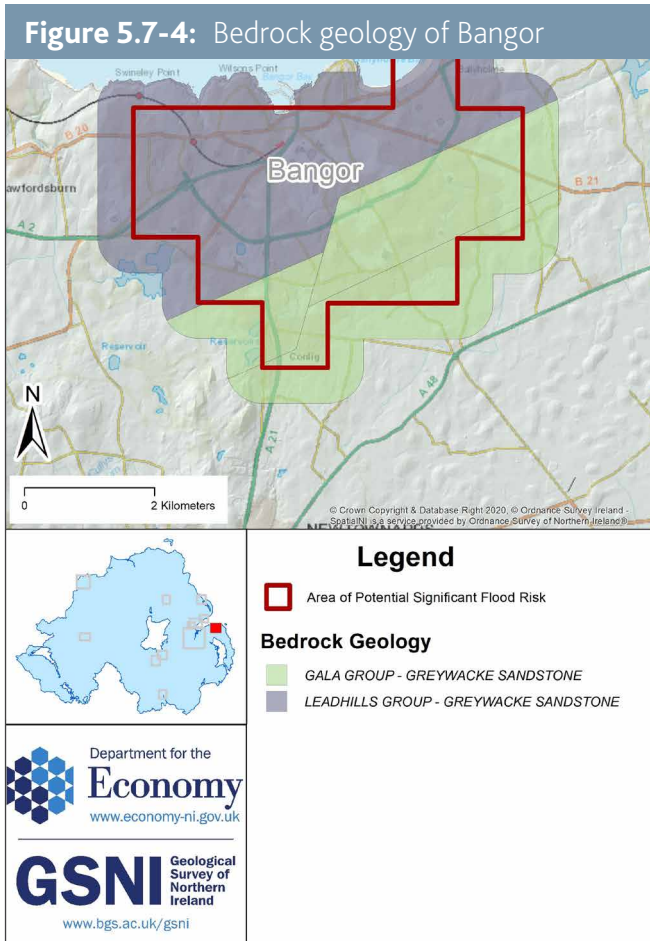 Figure 5.7-4: Bedrock geology of Bangor
Swineley Point
Wilsons Point
Bangor Bay
Ballyholme
B 20
Bangor
B 21
awfordsburn
A 2
Reservoir
Conlig
A 48
A 21
N
0 2 Kilometers
© Crown Copyright & Database Right 2020, © Ordnance Survey Ireland -
SpatialNI is a service provided by Ordnance Survey of Northern Ireland®
Legend
Area of Potential Significant Flood Risk
Bedrock Geology
GALA GROUP - GREYWACKE SANDSTONE
LEADHILLS GROUP - GREYWACKE SANDSTONE
Department for the
Economy
www.economy-ni.gov.uk
GSNI
Geological
Survey of
Northern
Ireland
www.bgs.ac.uk/gsni